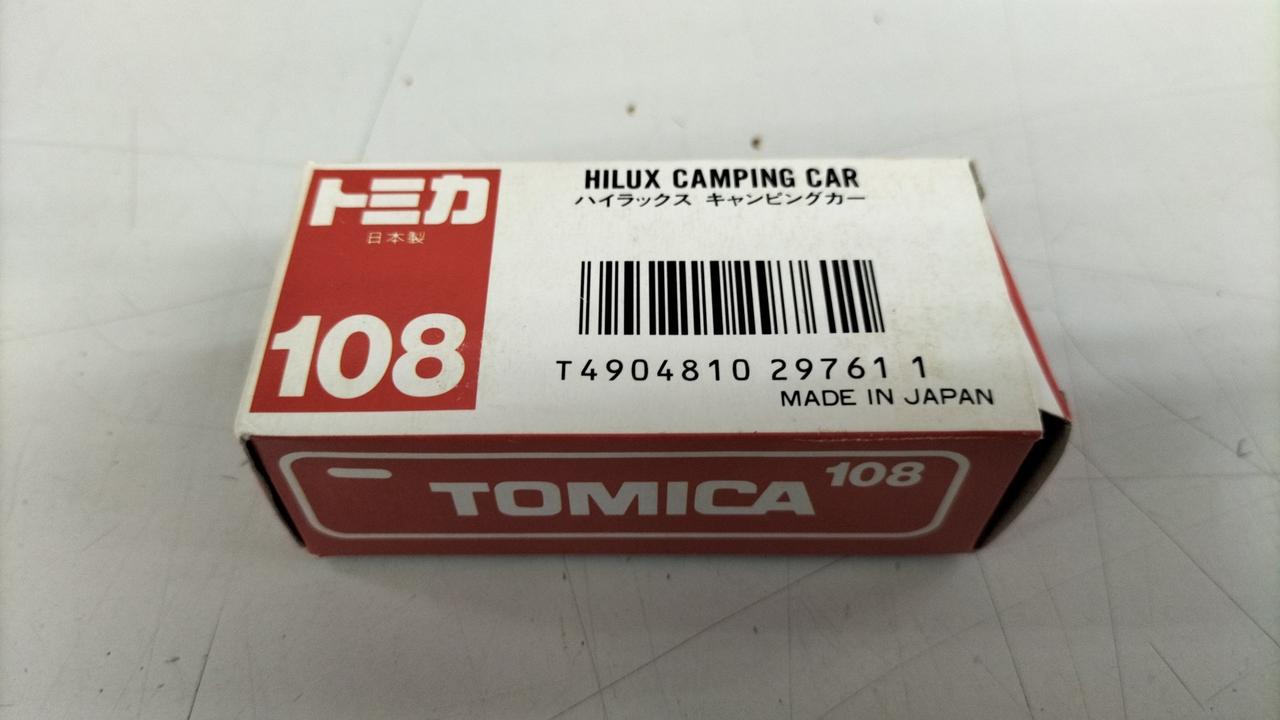 トミカ
日本製
108
HILUX CAMPING CAR
ハイラックス キャンピングカー
T4904810 29761 1
MADE IN JAPAN
TOMICA 108